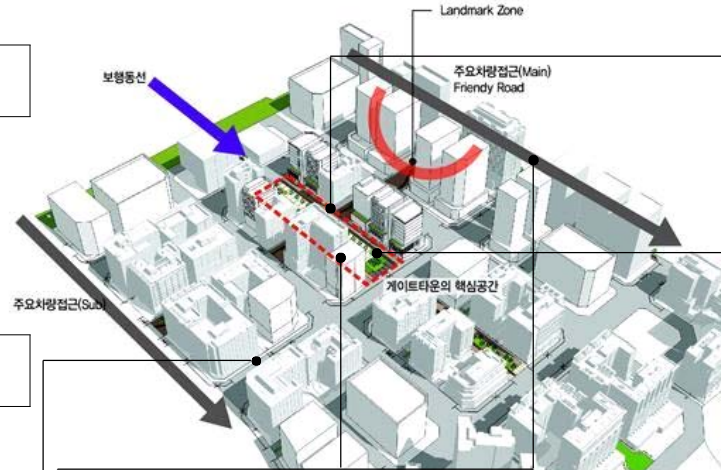 Landmark Zone
보행동선
주요차량접근(Main)
Friendy Road
게이트타운의 핵심공간
주요차량접근(Sub)